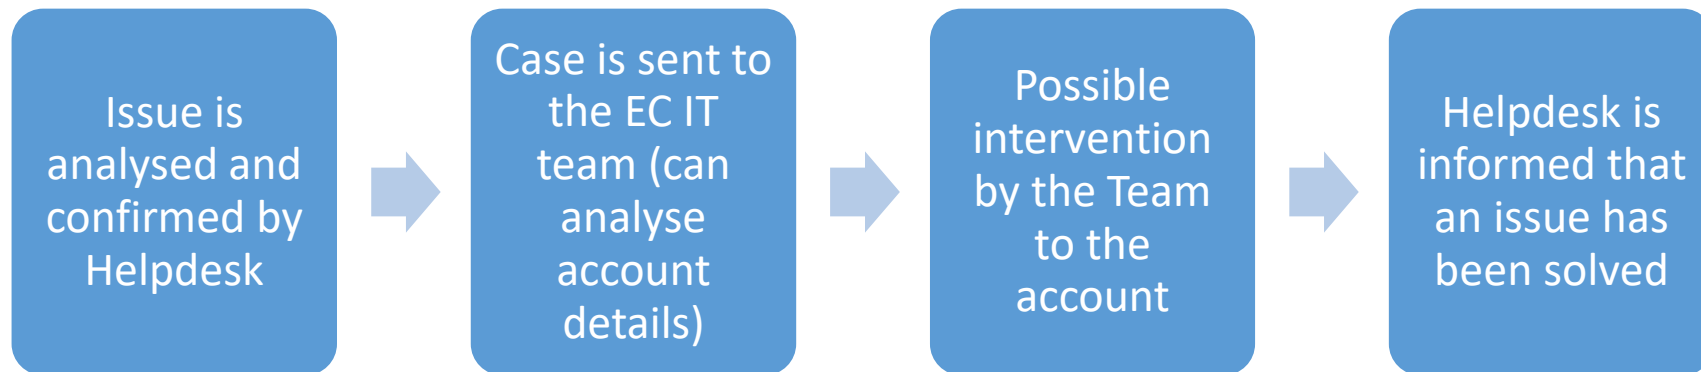 Issue is
analysed and
confirmed by
Helpdesk
Case is sent to
the EC IT
team (can
analyse
account
details)
Possible
intervention
by the Team
to the
account
Helpdesk is
informed that
an issue has
been solved